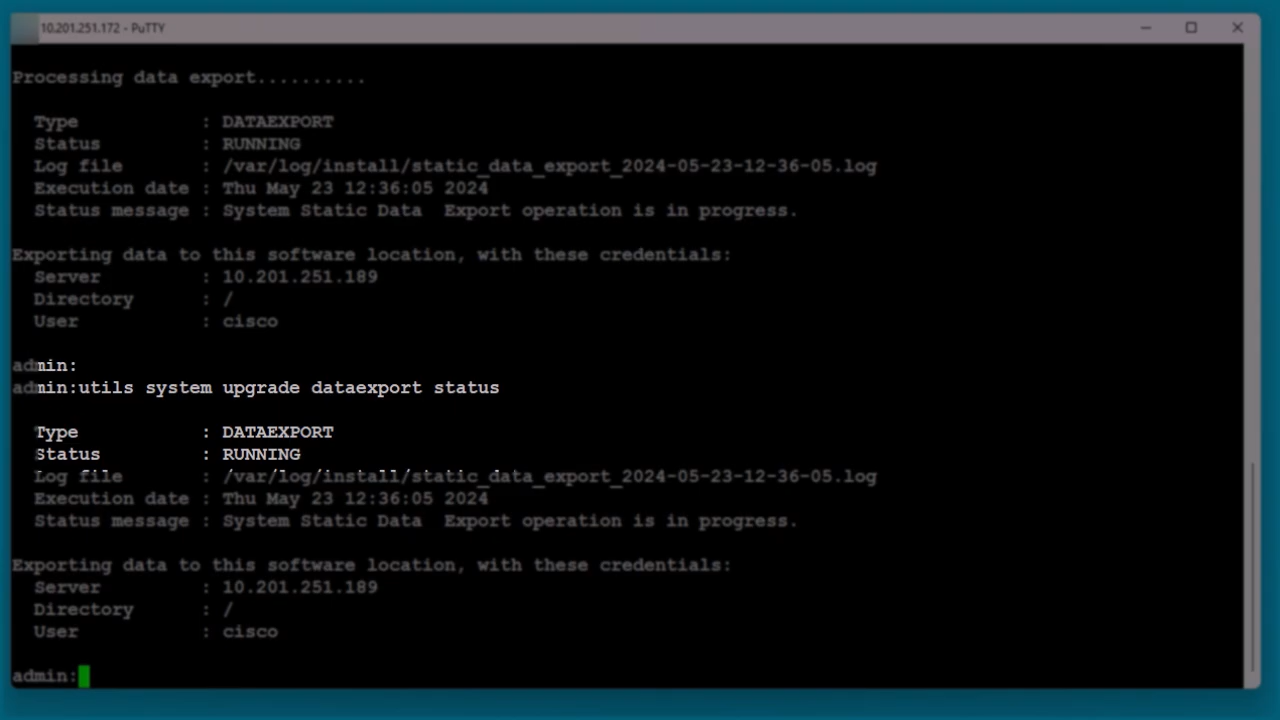 10.201.251.172 - PuTTY
Processing data export..........
Type : DATAEXPORT
Status : RUNNING
Log file : /var/log/install/static_data_export_2024-05-23-12-36-05.log
Execution date : Thu May 23 12:36:05 2024
Status message : System Static Data  Export operation is in progress.
Exporting data to this software location, with these credentials:
Server : 10.201.251.189
Directory : /
User : cisco
admin:
admin:utils system upgrade dataexport status
Type : DATAEXPORT
Status : RUNNING
Log file : /var/log/install/static_data_export_2024-05-23-12-36-05.log
Execution date : Thu May 23 12:36:05 2024
Status message : System Static Data  Export operation is in progress.
Exporting data to this software location, with these credentials:
Server : 10.201.251.189
Directory : /
User : cisco
admin: